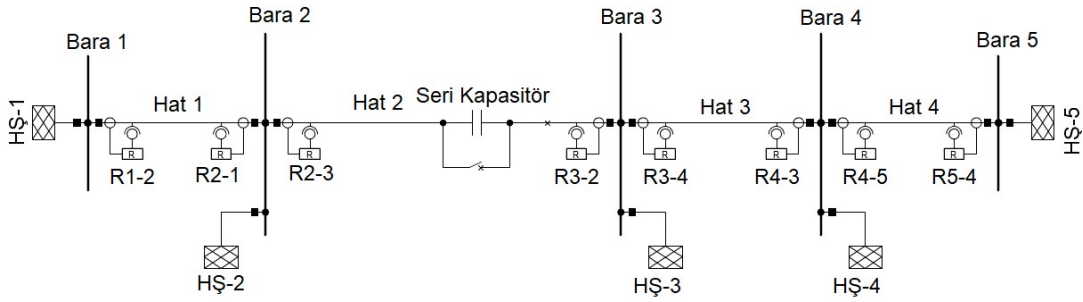 Bara 1
Bara 2
Bara 3
Bara 4
Bara 5
HŞ-1
Hat 1
Hat 2
Seri Kapasitör
Hat 3
Hat 4
HŞ-5
R
R
R
R
R
R
R
R
R1-2
R2-1
R2-3
R3-2
R3-4
R4-3
R4-5
R5-4
HŞ-2
HŞ-3
HŞ-4